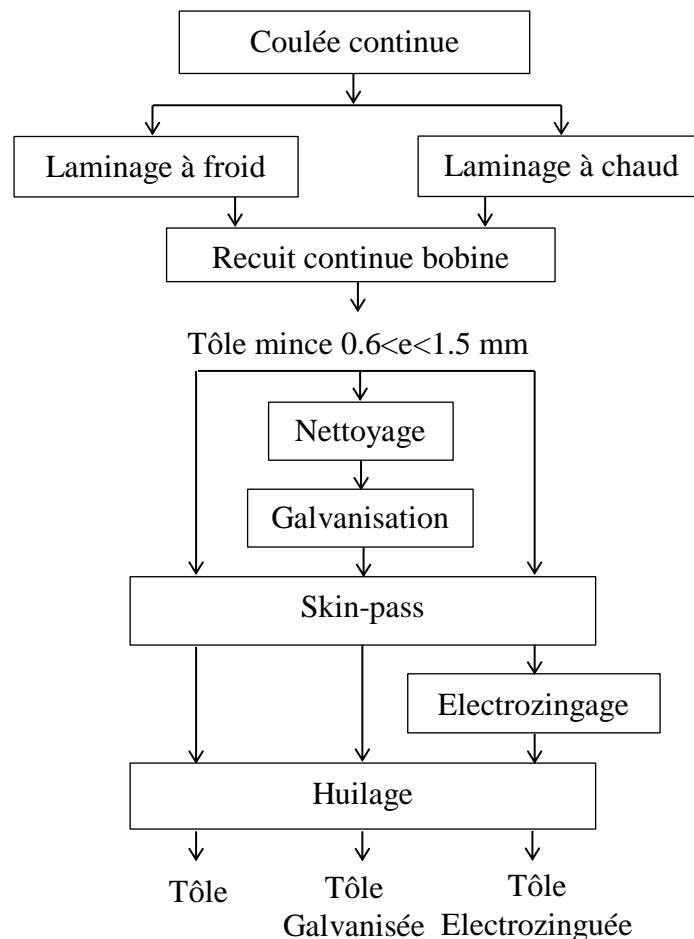 Coulée continue
Laminage à froid
Laminage à chaud
Recuit continue bobine
Tôle mince 0.6<e<1.5 mm
Nettoyage
Galvanisation
Skin-pass
Electrozingage
Huilage
Tôle
Tôle
Galvanisée
Tôle
Electrozinguée